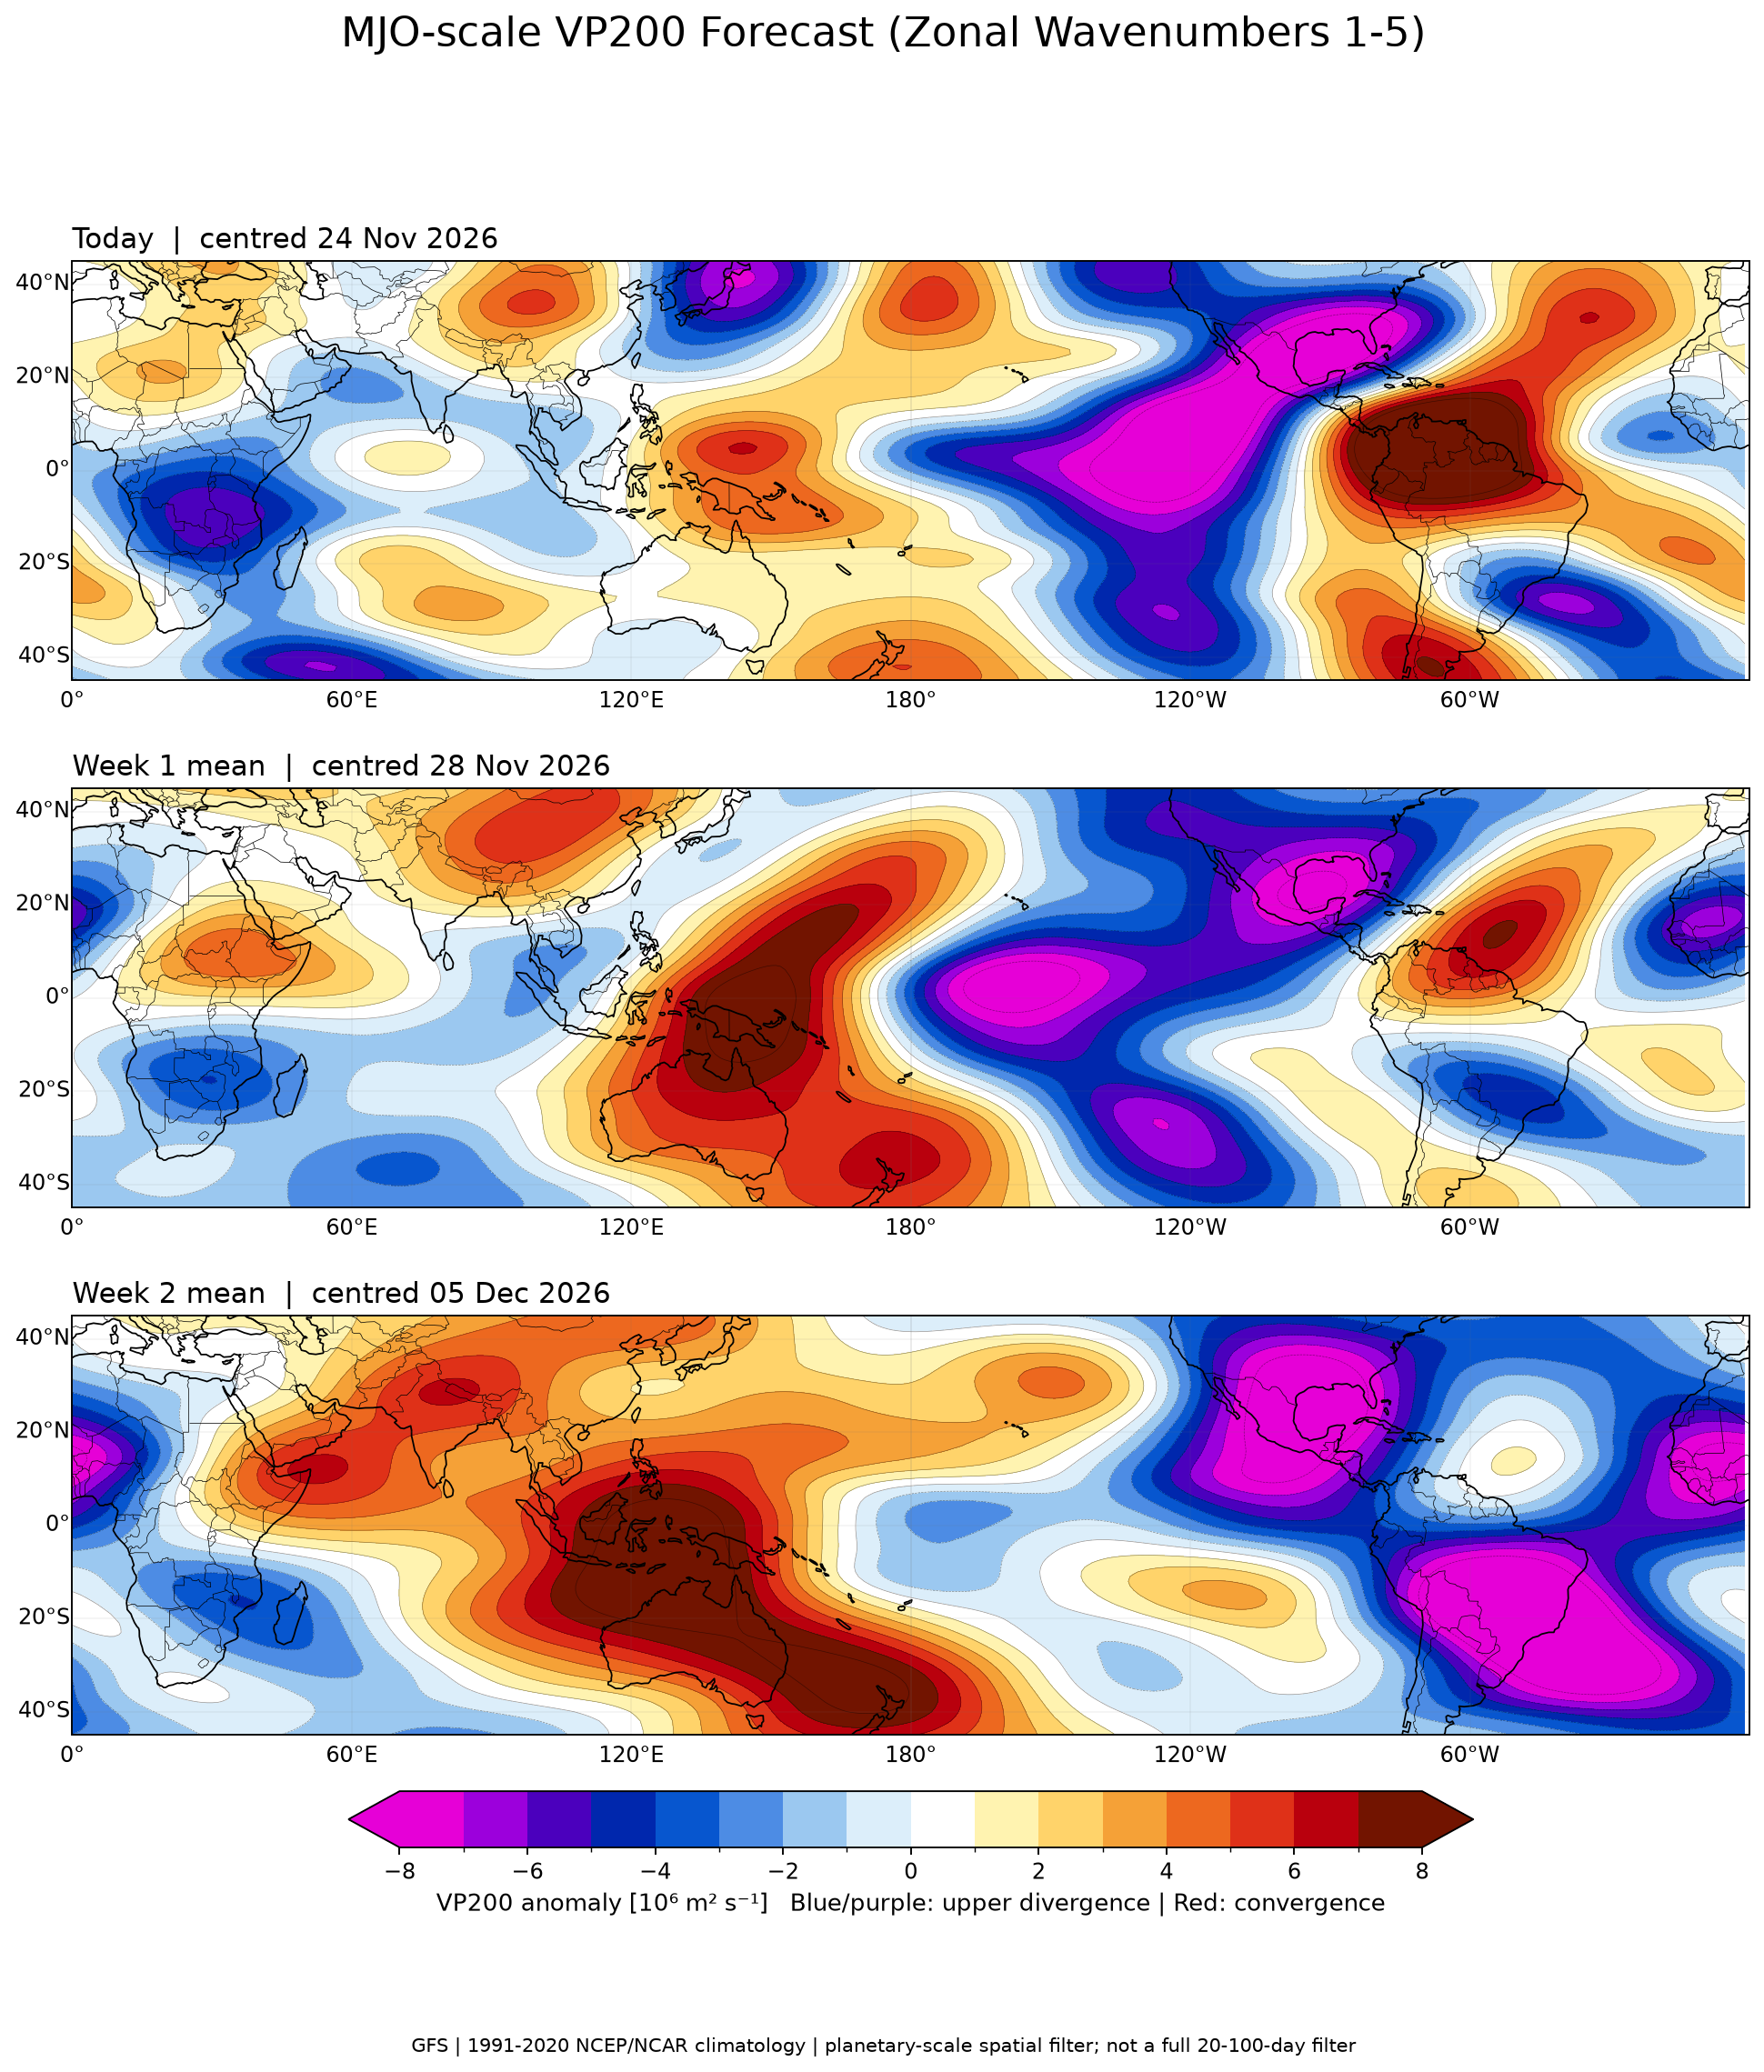 MJO-scale VP200 Forecast (Zonal Wavenumbers 1-5)
Today | centred 24 Nov 2026
40°N
20°N
0°
20°S
40°S
0° 60°E 120°E 180° 120°W 60°W
Week 1 mean | centred 28 Nov 2026
40°N
20°N
0°
20°S
40°S
0° 60°E 120°E 180° 120°W 60°W
Week 2 mean | centred 05 Dec 2026
40°N
20°N
0°
20°S
40°S
0° 60°E 120°E 180° 120°W 60°W
−8 −6 −4 −2 0 2 4 6 8
VP200 anomaly [10⁶ m² s⁻¹] Blue/purple: upper divergence | Red: convergence
GFS | 1991-2020 NCEP/NCAR climatology | planetary-scale spatial filter; not a full 20-100-day filter